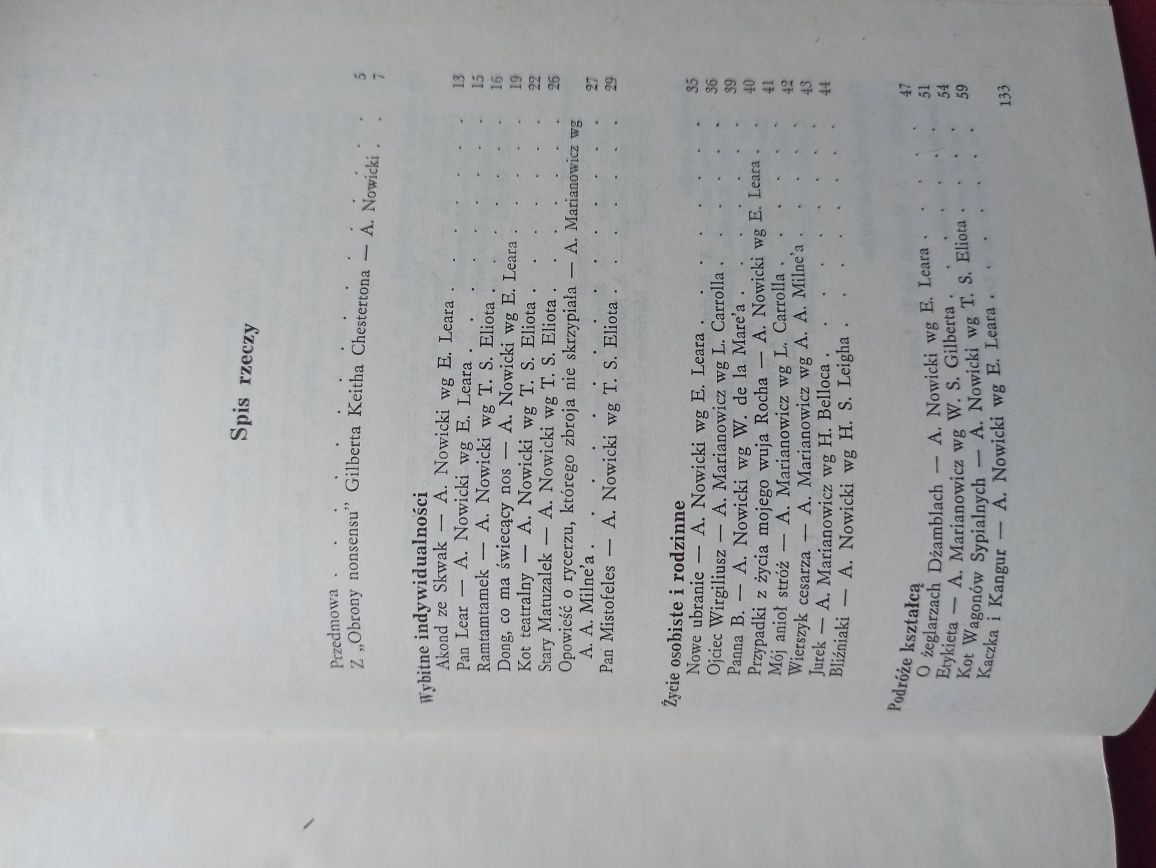 Spis rzeczy
Przedmowa . . . . . . . . . . . 5
Z „Obrony nonsensu” Gilberta Keitha Chestertona — A. Nowicki . . 7
Wybitne indywidualności
Akond ze Skwak — A. Nowicki wg E. Leara . . . . . . 13
Pan Lear — A. Nowicki wg E. Leara . . . . . . . 15
Ramtamtamek — A. Nowicki wg T. S. Eliota . . . . . . 16
Dong, co ma świecący nos — A. Nowicki wg E. Leara . . . . 19
Kot teatralny — A. Nowicki wg T. S. Eliota . . . . . . 22
Stary Matuzalek — A. Nowicki wg T. S. Eliota . . . . . . 26
Opowieść o rycerzu, którego zbroja nie skrzypiała — A. Marianowicz wg
A. A. Milne'a . . . . . . . . . . . 27
Pan Mistofeles — A. Nowicki wg T. S. Eliota . . . . . . 29
Życie osobiste i rodzinne
Nowe ubranie — A. Nowicki wg E. Leara . . . . . . . 35
Ojciec Wirgiliusz — A. Marianowicz wg L. Carrolla . . . . . 36
Panna B. — A. Nowicki wg W. de la Mare'a . . . . . . 39
Przypadki z życia mojego wuja Rocha — A. Nowicki wg E. Leara . . 40
Mój anioł stróż — A. Marianowicz wg L. Carrolla . . . . . 41
Wierszyk cesarza — A. Marianowicz wg A. A. Milne'a . . . . 42
Jurek — A. Marianowicz wg H. Belloca . . . . . . . 43
Bliźniaki — A. Nowicki wg H. S. Leigha . . . . . . . 44
Podróże kształcą
O żeglarzach Dżamblach — A. Nowicki wg E. Leara . . . . . 47
Etykieta — A. Marianowicz wg W. S. Gilberta . . . . . . 51
Kot Wagonów Sypialnych — A. Nowicki wg T. S. Eliota . . . . 54
Kaczka i Kangur — A. Nowicki wg E. Leara . . . . . . 59
133